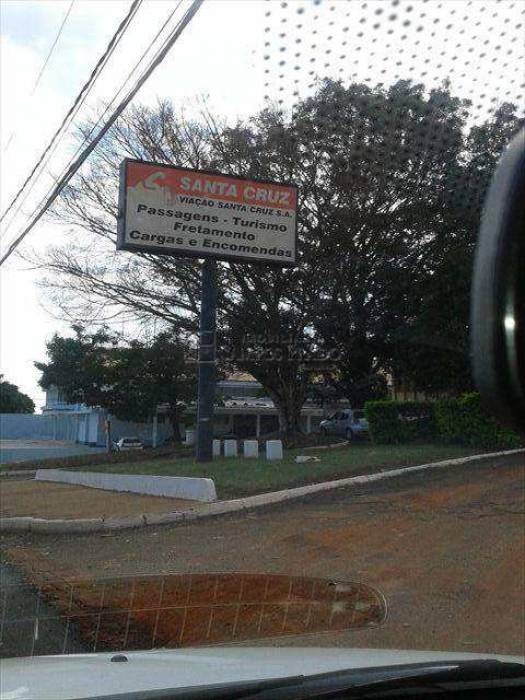 SANTA CRUZ
VIAÇÃO SANTA CRUZ S.A.
Passagens - Turismo
Fretamento
Cargas e Encomendas